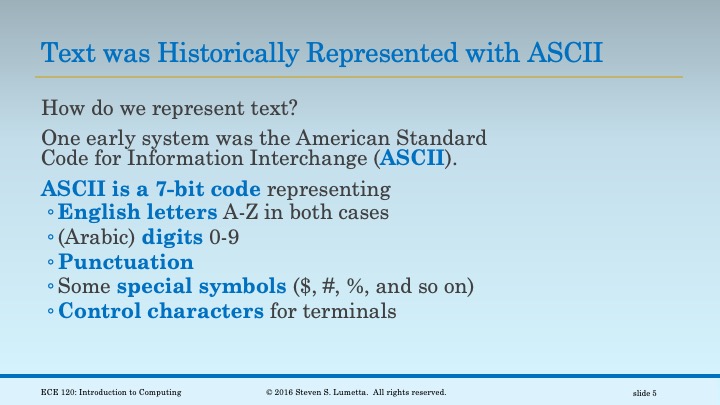 Text was Historically Represented with ASCII
How do we represent text?
One early system was the American Standard
Code for Information Interchange (ASCII).
ASCII is a 7-bit code representing
◦English letters A-Z in both cases
◦(Arabic) digits 0-9
◦Punctuation
◦Some special symbols ($, #, %, and so on)
◦Control characters for terminals
ECE 120: Introduction to Computing © 2016 Steven S. Lumetta. All rights reserved. slide 5